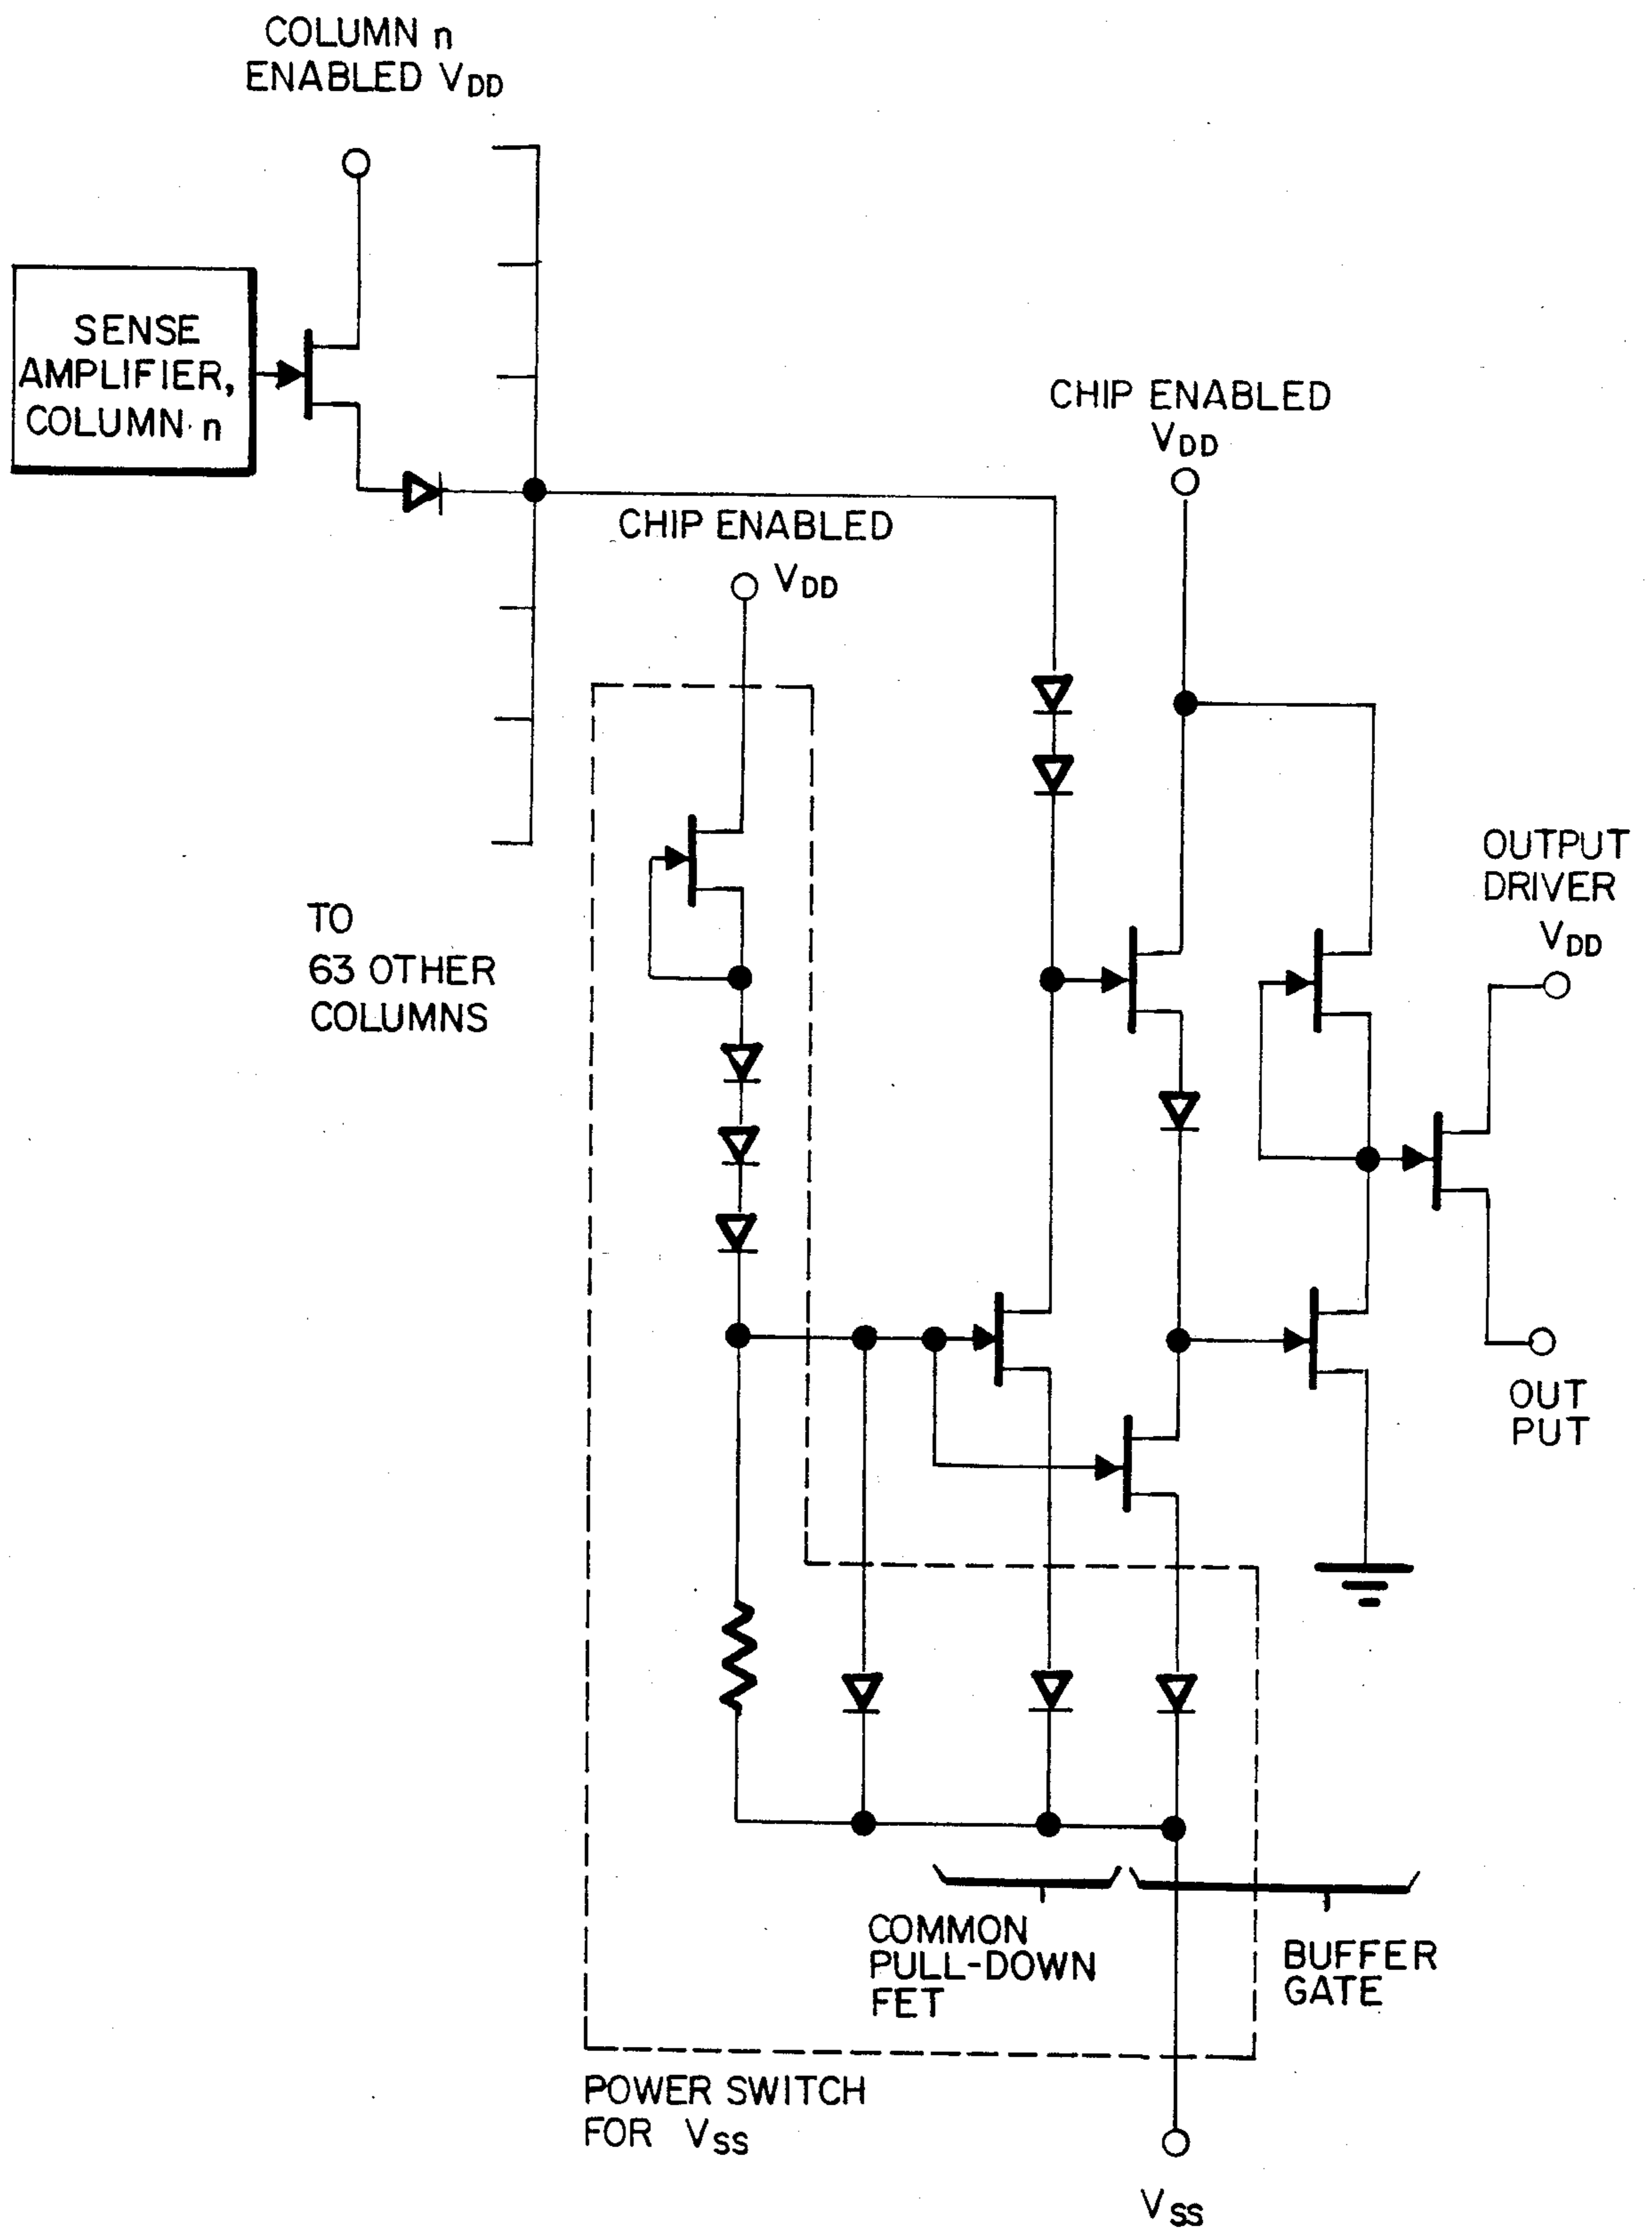 COLUMN n
ENABLED VDD
SENSE
AMPLIFIER,
COLUMN n
CHIP ENABLED
VDD
CHIP ENABLED
VDD
TO
63 OTHER
COLUMNS
OUTPUT
DRIVER
VDD
OUT
PUT
COMMON
PULL-DOWN
FET
BUFFER
GATE
POWER SWITCH
FOR VSS
VSS